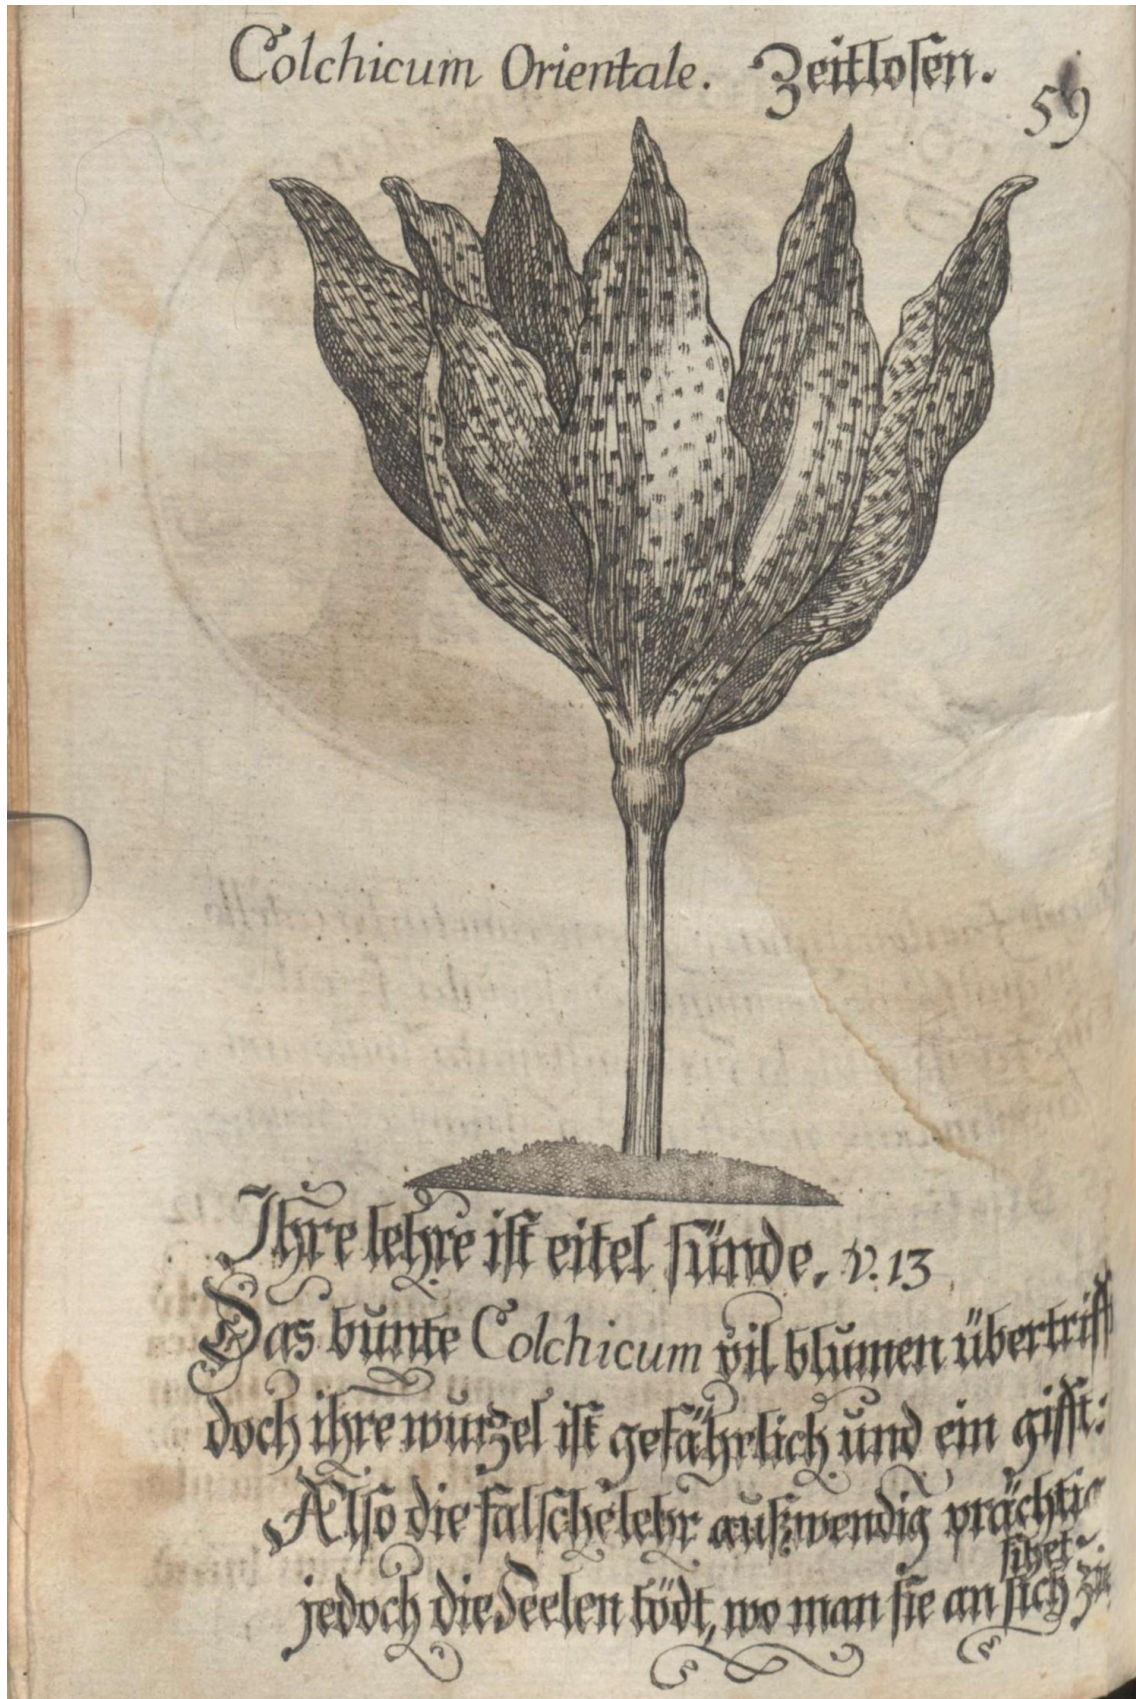 Colchicum Orientale. Zeitlosen.
59
Ihre lehre ist eitel sünde. v. 13
Das bunte Colchicum vil blumen übertrifft
doch ihre wurzel ist gefährlich und ein gifft:
Also die falsche lehr außwendig prächtig
sihet
jedoch die Seelen tödt, wo man sie an sich